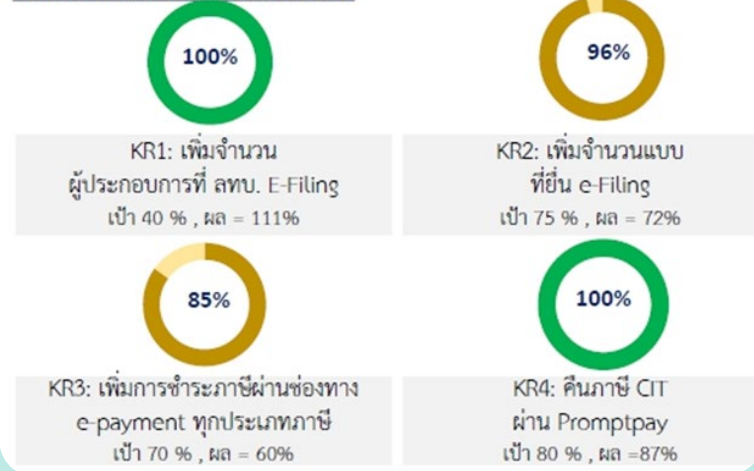 100%
96%
KR1: เพิ่มจำนวน
ผู้ประกอบการที่ ลทบ. E-Filing
เป้า 40 % , ผล = 111%
KR2: เพิ่มจำนวนแบบ
ที่ยื่น e-Filing
เป้า 75 % , ผล = 72%
85%
100%
KR3: เพิ่มการชำระภาษีผ่านช่องทาง
e-payment ทุกประเภทภาษี
เป้า 70 % , ผล = 60%
KR4: คืนภาษี CIT
ผ่าน Promptpay
เป้า 80 % , ผล =87%